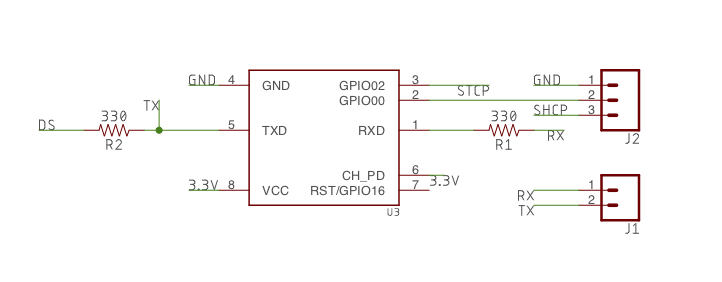 GND 4 GND GPIO02 3 STCP GND 1
GPIO00 2 2
TX 330 330 SHCP 3
DS R2 5 TXD RXD 1 R1 RX J2
CH_PD 6 3.3V
3.3V 8 VCC RST/GPIO16 7 RX 1
U3 TX 2
J1